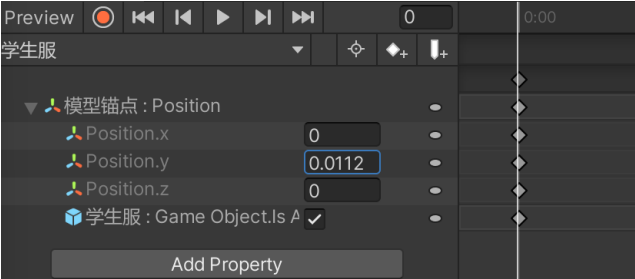 Preview 0 0:00
学生服
模型锚点 : Position
Position.x 0
Position.y 0.0112
Position.z 0
学生服 : Game Object.Is A
Add Property